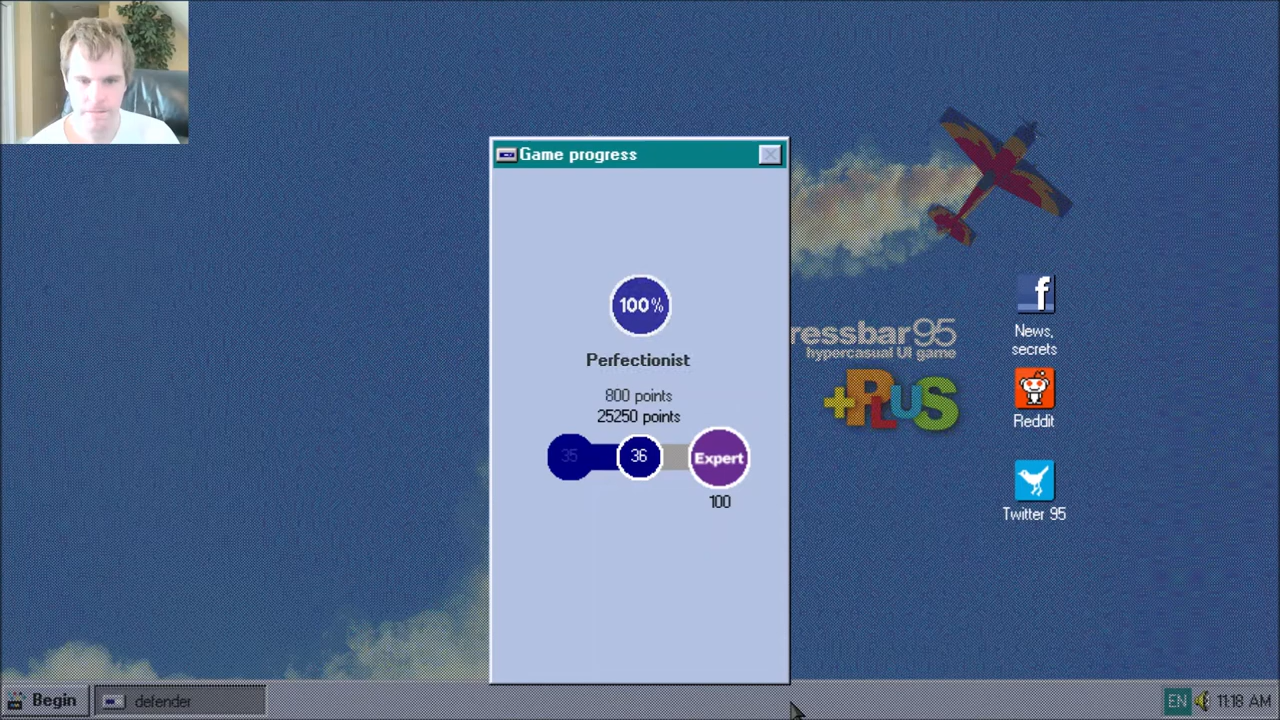 Game progress
100%
Perfectionist
800 points
25250 points
35
36
Expert
100
ressbar95
hypercasual UI game
+PLUS
f
News,
secrets
Reddit
Twitter 95
Begin
defender
EN
11:18 AM